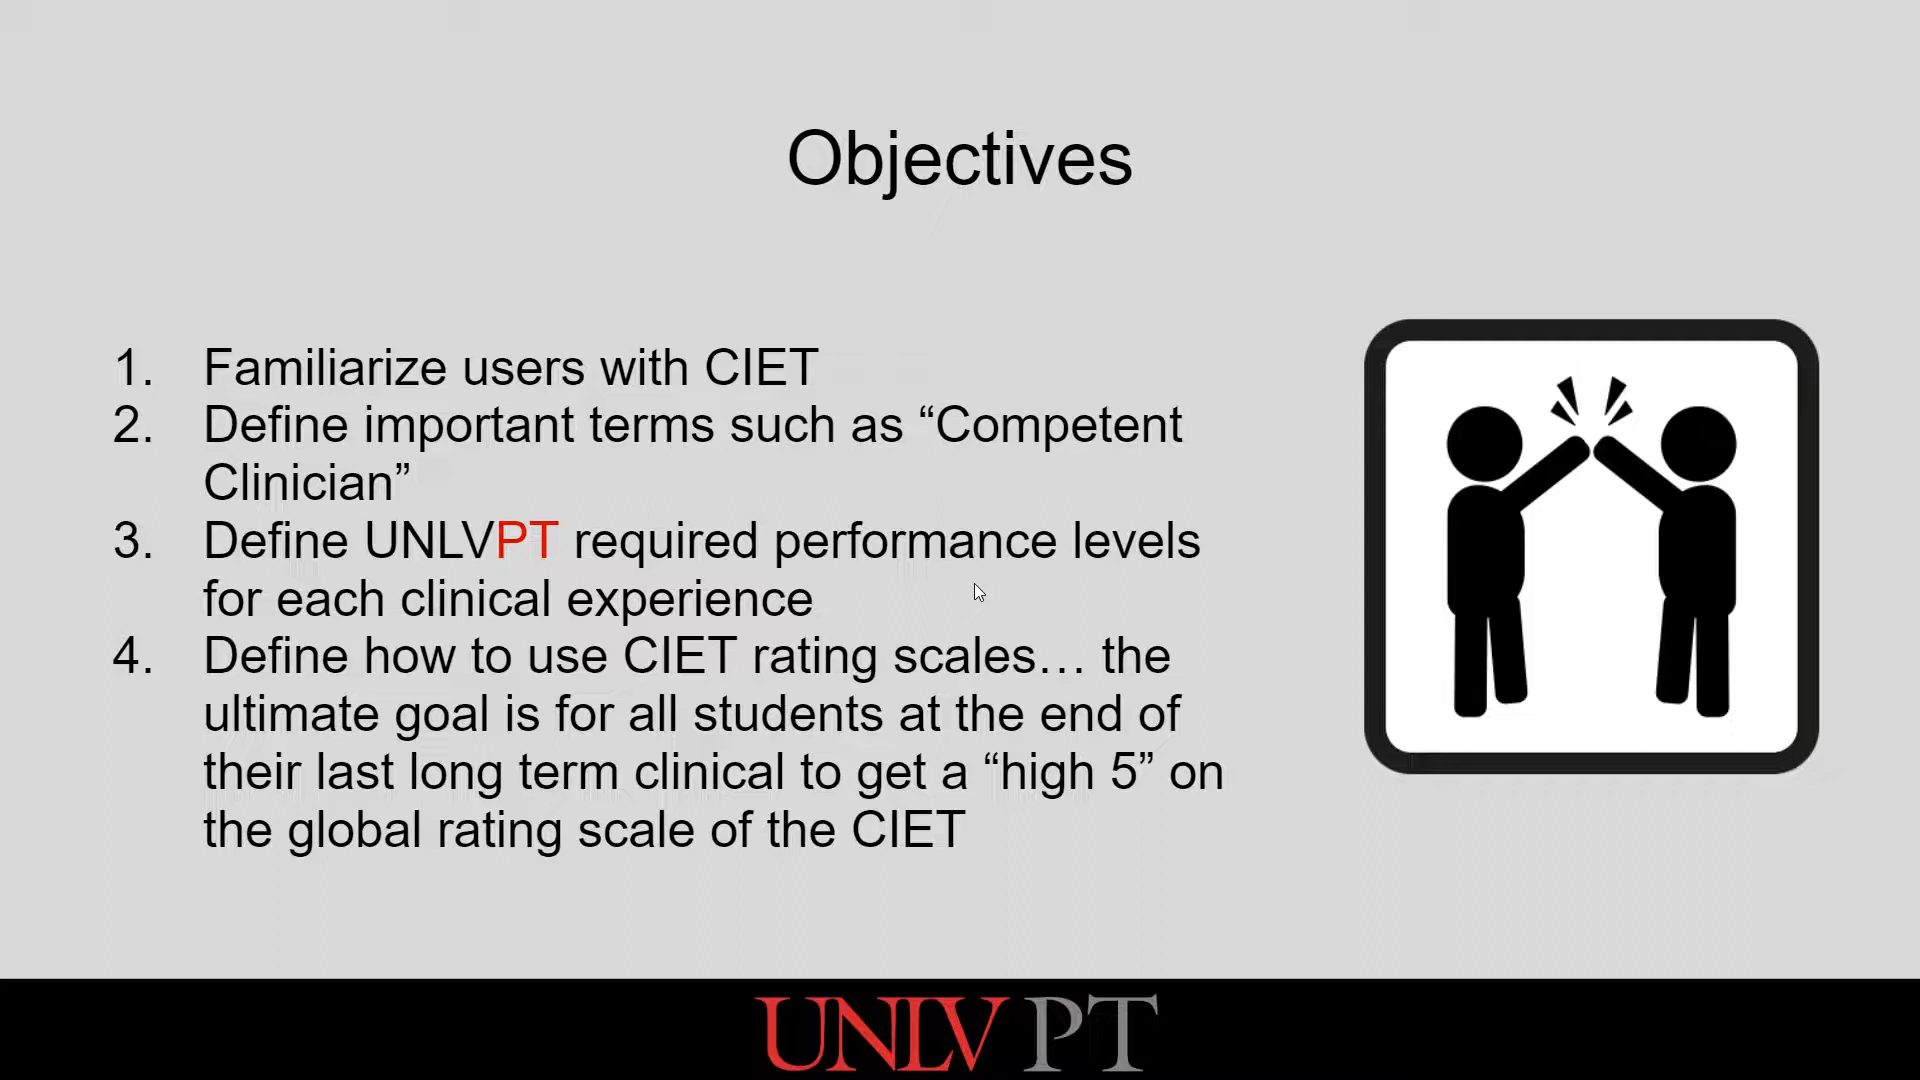 Objectives
1. Familiarize users with CIET
2. Define important terms such as “Competent
Clinician”
3. Define UNLVPT required performance levels
for each clinical experience
4. Define how to use CIET rating scales… the
ultimate goal is for all students at the end of
their last long term clinical to get a “high 5” on
the global rating scale of the CIET
UNLV PT